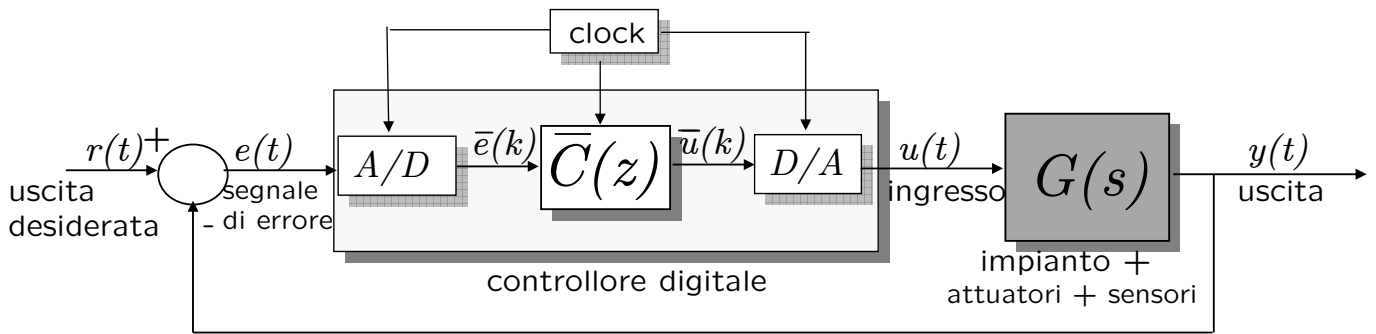 clock
r(t)
+
e(t)
A/D
e̅(k)
C̅(z)
u̅(k)
D/A
u(t)
G(s)
y(t)
uscita
desiderata
-
segnale
di errore
ingresso
uscita
controllore digitale
impianto +
attuatori + sensori